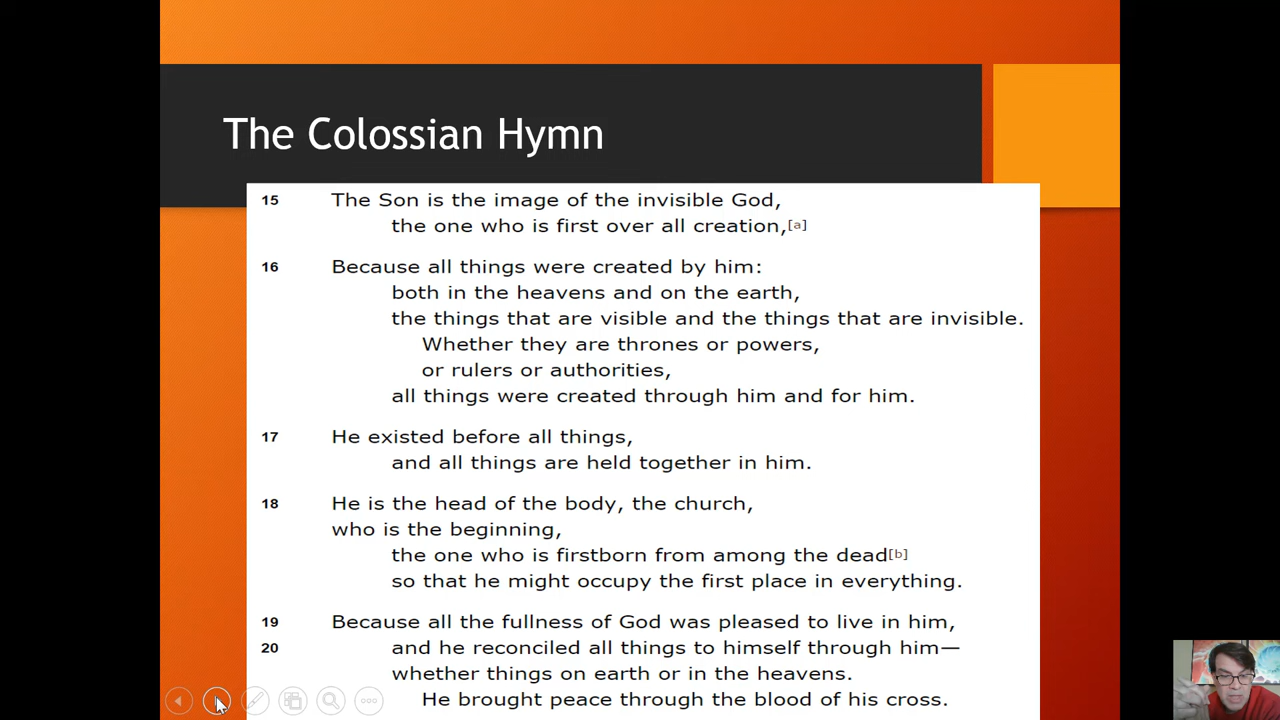 The Colossian Hymn
15 The Son is the image of the invisible God,
the one who is first over all creation,[a]
16 Because all things were created by him:
both in the heavens and on the earth,
the things that are visible and the things that are invisible.
Whether they are thrones or powers,
or rulers or authorities,
all things were created through him and for him.
17 He existed before all things,
and all things are held together in him.
18 He is the head of the body, the church,
who is the beginning,
the one who is firstborn from among the dead[b]
so that he might occupy the first place in everything.
19 Because all the fullness of God was pleased to live in him,
20 and he reconciled all things to himself through him—
whether things on earth or in the heavens.
He brought peace through the blood of his cross.